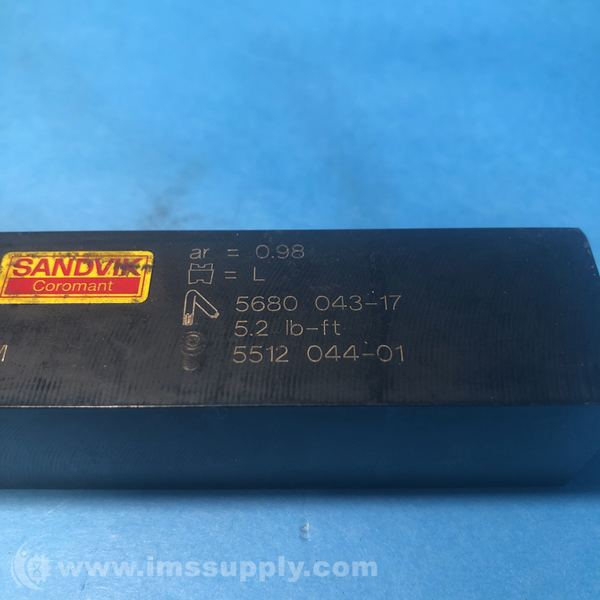 SANDVIK
Coromant
ar = 0.98
= L
5680 043-17
5.2 lb-ft
5512 044-01
M
www.imssupply.com